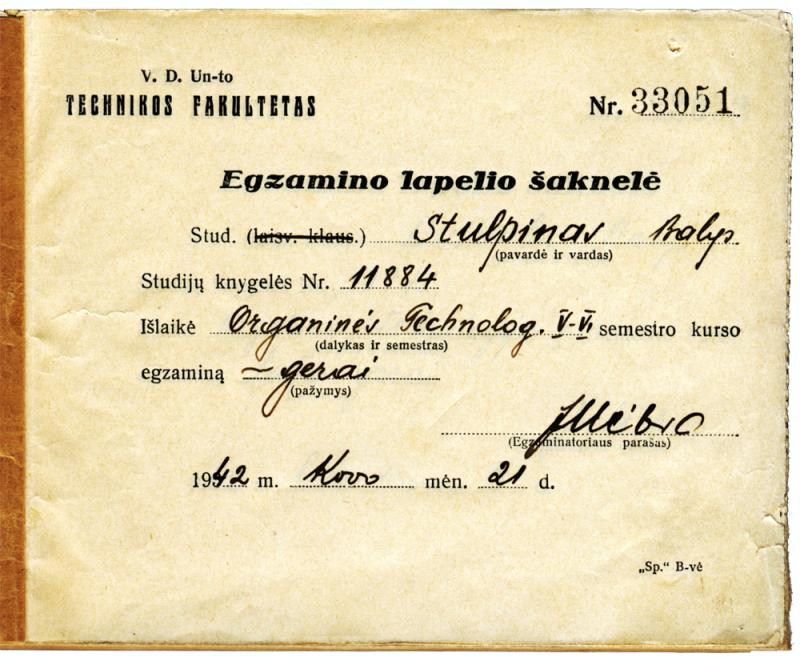 V. D. Un-to
TECHNIKOS FAKULTETAS
Nr. 33051
Egzamino lapelio šaknelė
Stud. (laisv. klaus.) Stulpinas Balys
(pavardė ir vardas)
Studijų knygelės Nr. 11884
Išlaikė Organinės Technolog. V-VI semestro kurso
(dalykas ir semestras)
egzaminą – gerai
(pažymys)
(Egzaminatoriaus parašas)
1942 m. Kovo mėn. 21 d.
„Sp.“ B-vė